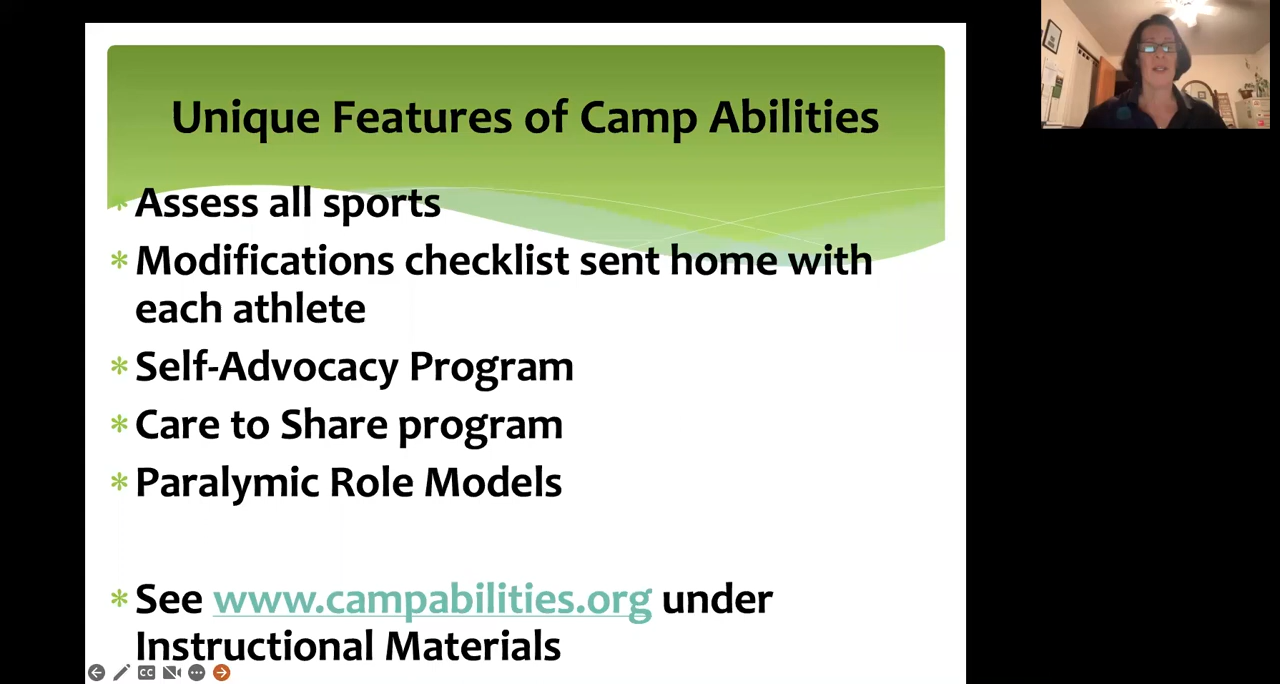 Unique Features of Camp Abilities
* Assess all sports
* Modifications checklist sent home with
each athlete
* Self-Advocacy Program
* Care to Share program
* Paralymic Role Models
* See www.campabilities.org under
Instructional Materials
CC